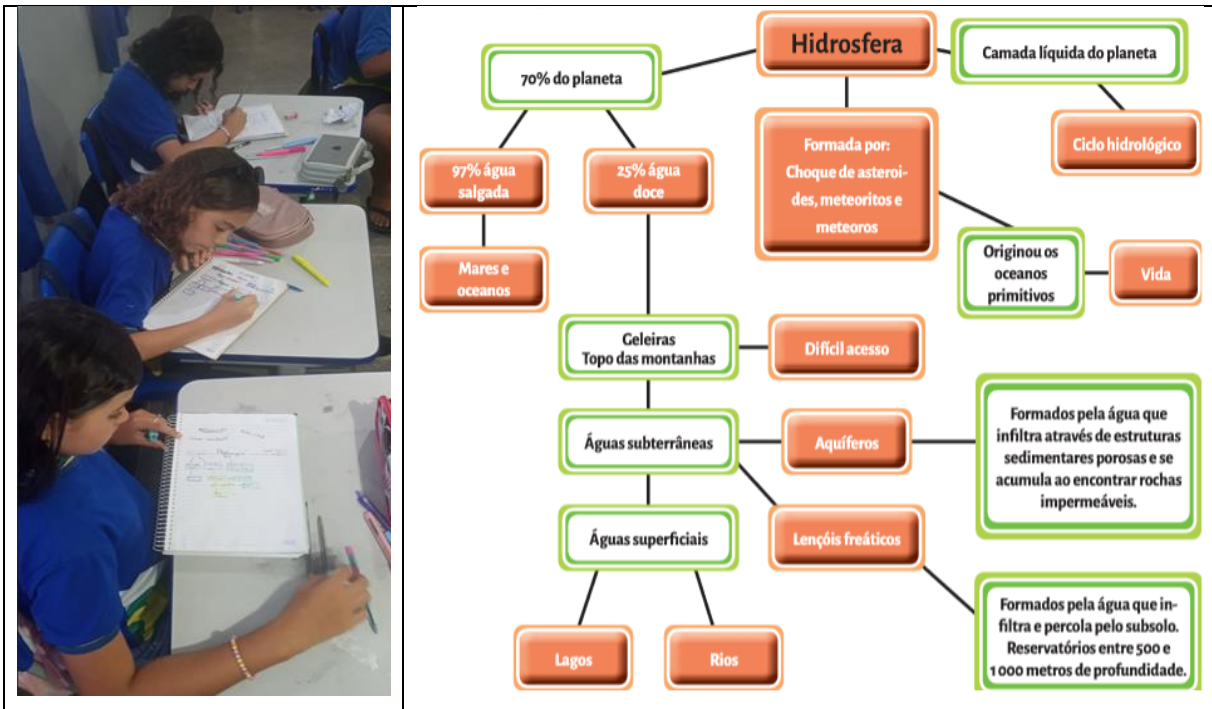 Hidrosfera
70% do planeta
Camada líquida do planeta
97% água
salgada
25% água
doce
Formada por:
Choque de asteroi-
des, meteoritos e
meteoros
Ciclo hidrológico
Mares e
oceanos
Originou os
oceanos
primitivos
Vida
Geleiras
Topo das montanhas
Difícil acesso
Águas subterrâneas
Aquíferos
Formados pela água que
infiltra através de estruturas
sedimentares porosas e se
acumula ao encontrar rochas
impermeáveis.
Águas superficiais
Lençóis freáticos
Formados pela água que in-
filtra e percola pelo subsolo.
Reservatórios entre 500 e
1 000 metros de profundidade.
Lagos
Rios